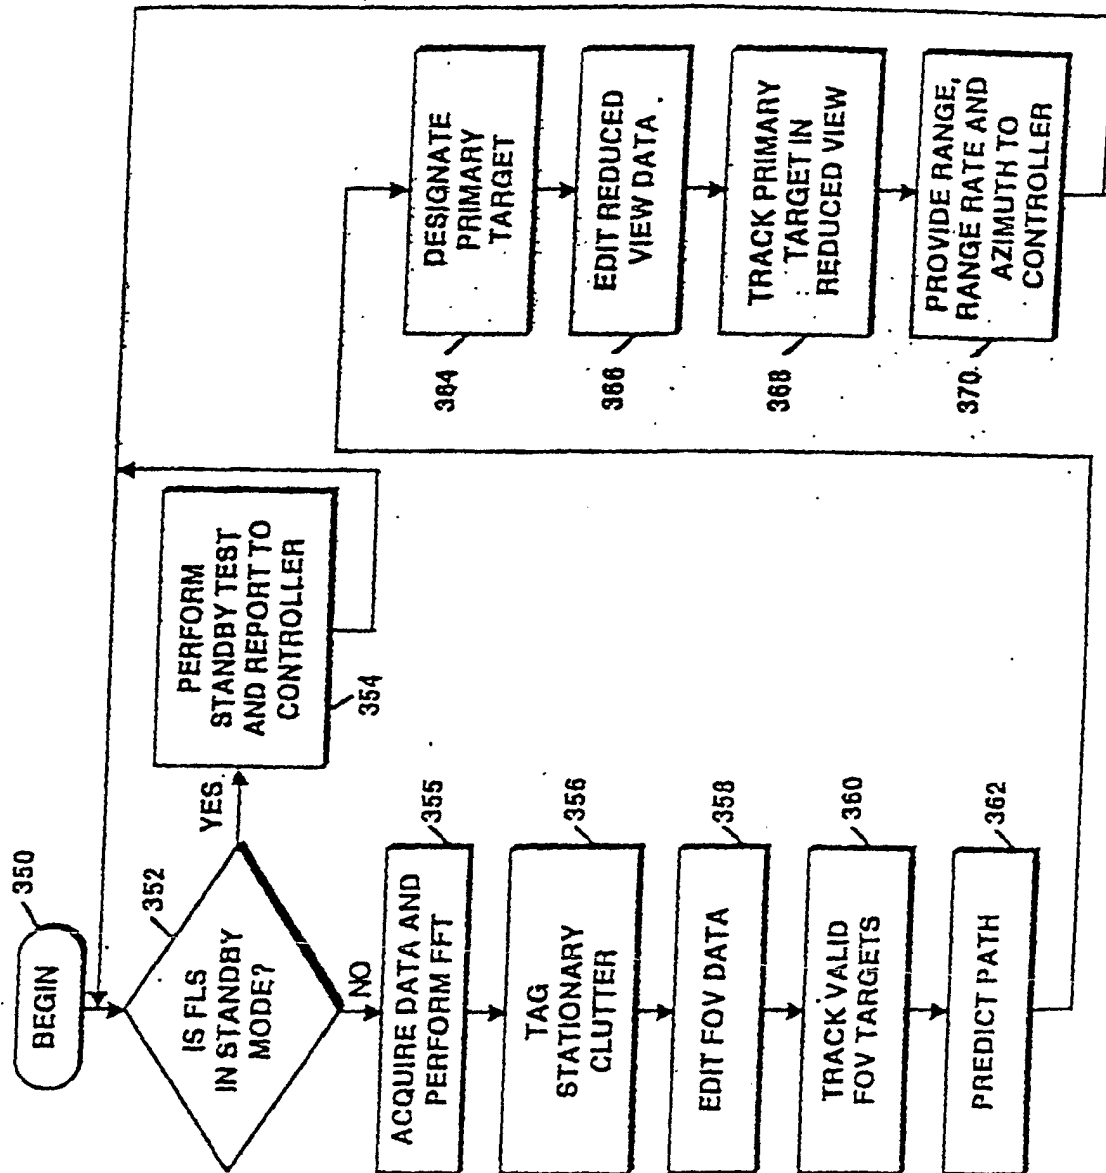 BEGIN
350
IS FLS
IN STANDBY
MODE?
352
YES
NO
PERFORM
STANDBY TEST
AND REPORT TO
CONTROLLER
354
ACQUIRE DATA AND
PERFORM FFT
355
TAG
STATIONARY
CLUTTER
356
EDIT FOV DATA
358
TRACK VALID
FOV TARGETS
360
PREDICT PATH
362
DESIGNATE
PRIMARY
TARGET
364
EDIT REDUCED
VIEW DATA
366
TRACK PRIMARY
TARGET IN
REDUCED VIEW
368
PROVIDE RANGE,
RANGE RATE AND
AZIMUTH TO
CONTROLLER
370